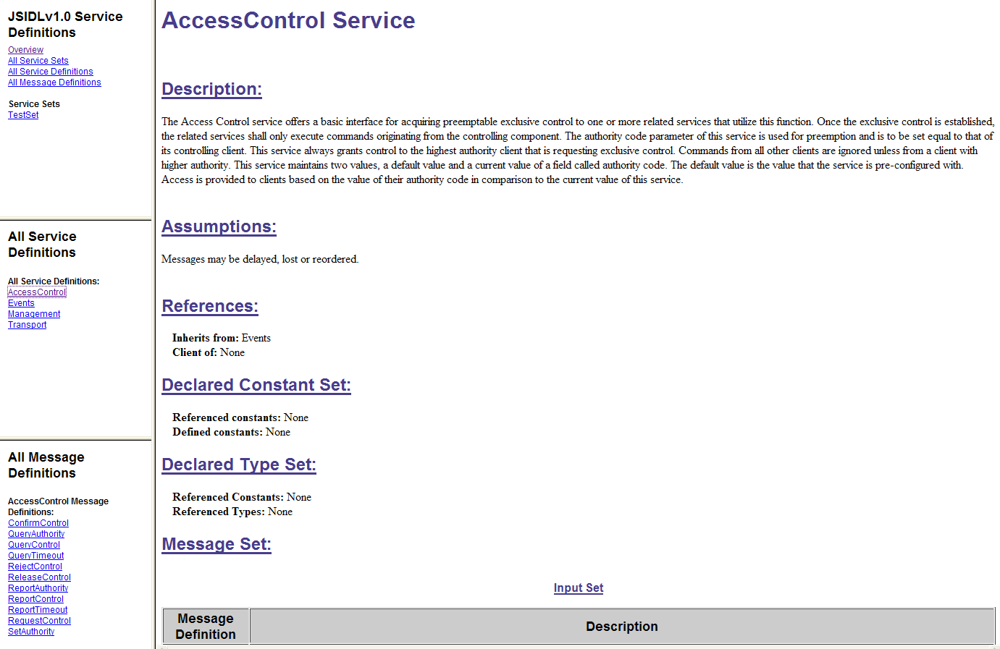 JSIDLv1.0 Service
Definitions
Overview
All Service Sets
All Service Definitions
All Message Definitions
Service Sets
TestSet
All Service
Definitions
All Service Definitions:
AccessControl
Events
Management
Transport
All Message
Definitions
AccessControl Message
Definitions:
ConfirmControl
QueryAuthority
QueryControl
QueryTimeout
RejectControl
ReleaseControl
ReportAuthority
ReportControl
ReportTimeout
RequestControl
SetAuthority
AccessControl Service
Description:
The Access Control service offers a basic interface for acquiring preemptable exclusive control to one or more related services that utilize this function. Once the exclusive control is established,
the related services shall only execute commands originating from the controlling component. The authority code parameter of this service is used for preemption and is to be set equal to that of
its controlling client. This service always grants control to the highest authority client that is requesting exclusive control. Commands from all other clients are ignored unless from a client with
higher authority. This service maintains two values, a default value and a current value of a field called authority code. The default value is the value that the service is pre-configured with.
Access is provided to clients based on the value of their authority code in comparison to the current value of this service.
Assumptions:
Messages may be delayed, lost or reordered.
References:
Inherits from: Events
Client of: None
Declared Constant Set:
Referenced constants: None
Defined constants: None
Declared Type Set:
Referenced Constants: None
Referenced Types: None
Message Set:
Input Set
Message
Definition
Description